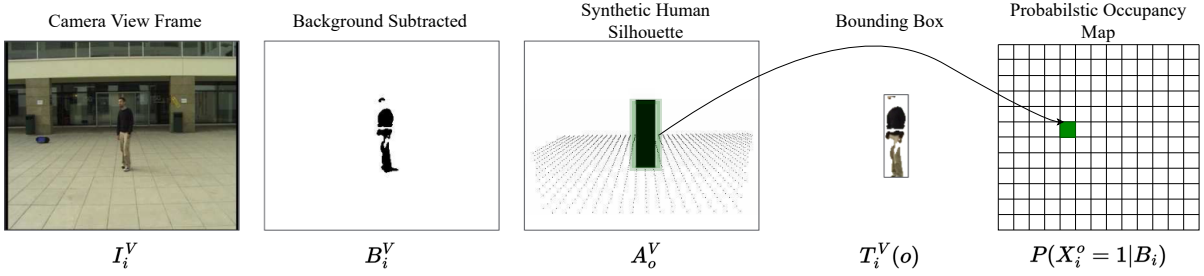 Camera View Frame
Background Subtracted
Synthetic Human
Silhouette
Bounding Box
Probabilstic Occupancy
Map
I_i^V
B_i^V
A_o^V
T_i^V(o)
P(X_i^o = 1|B_i)